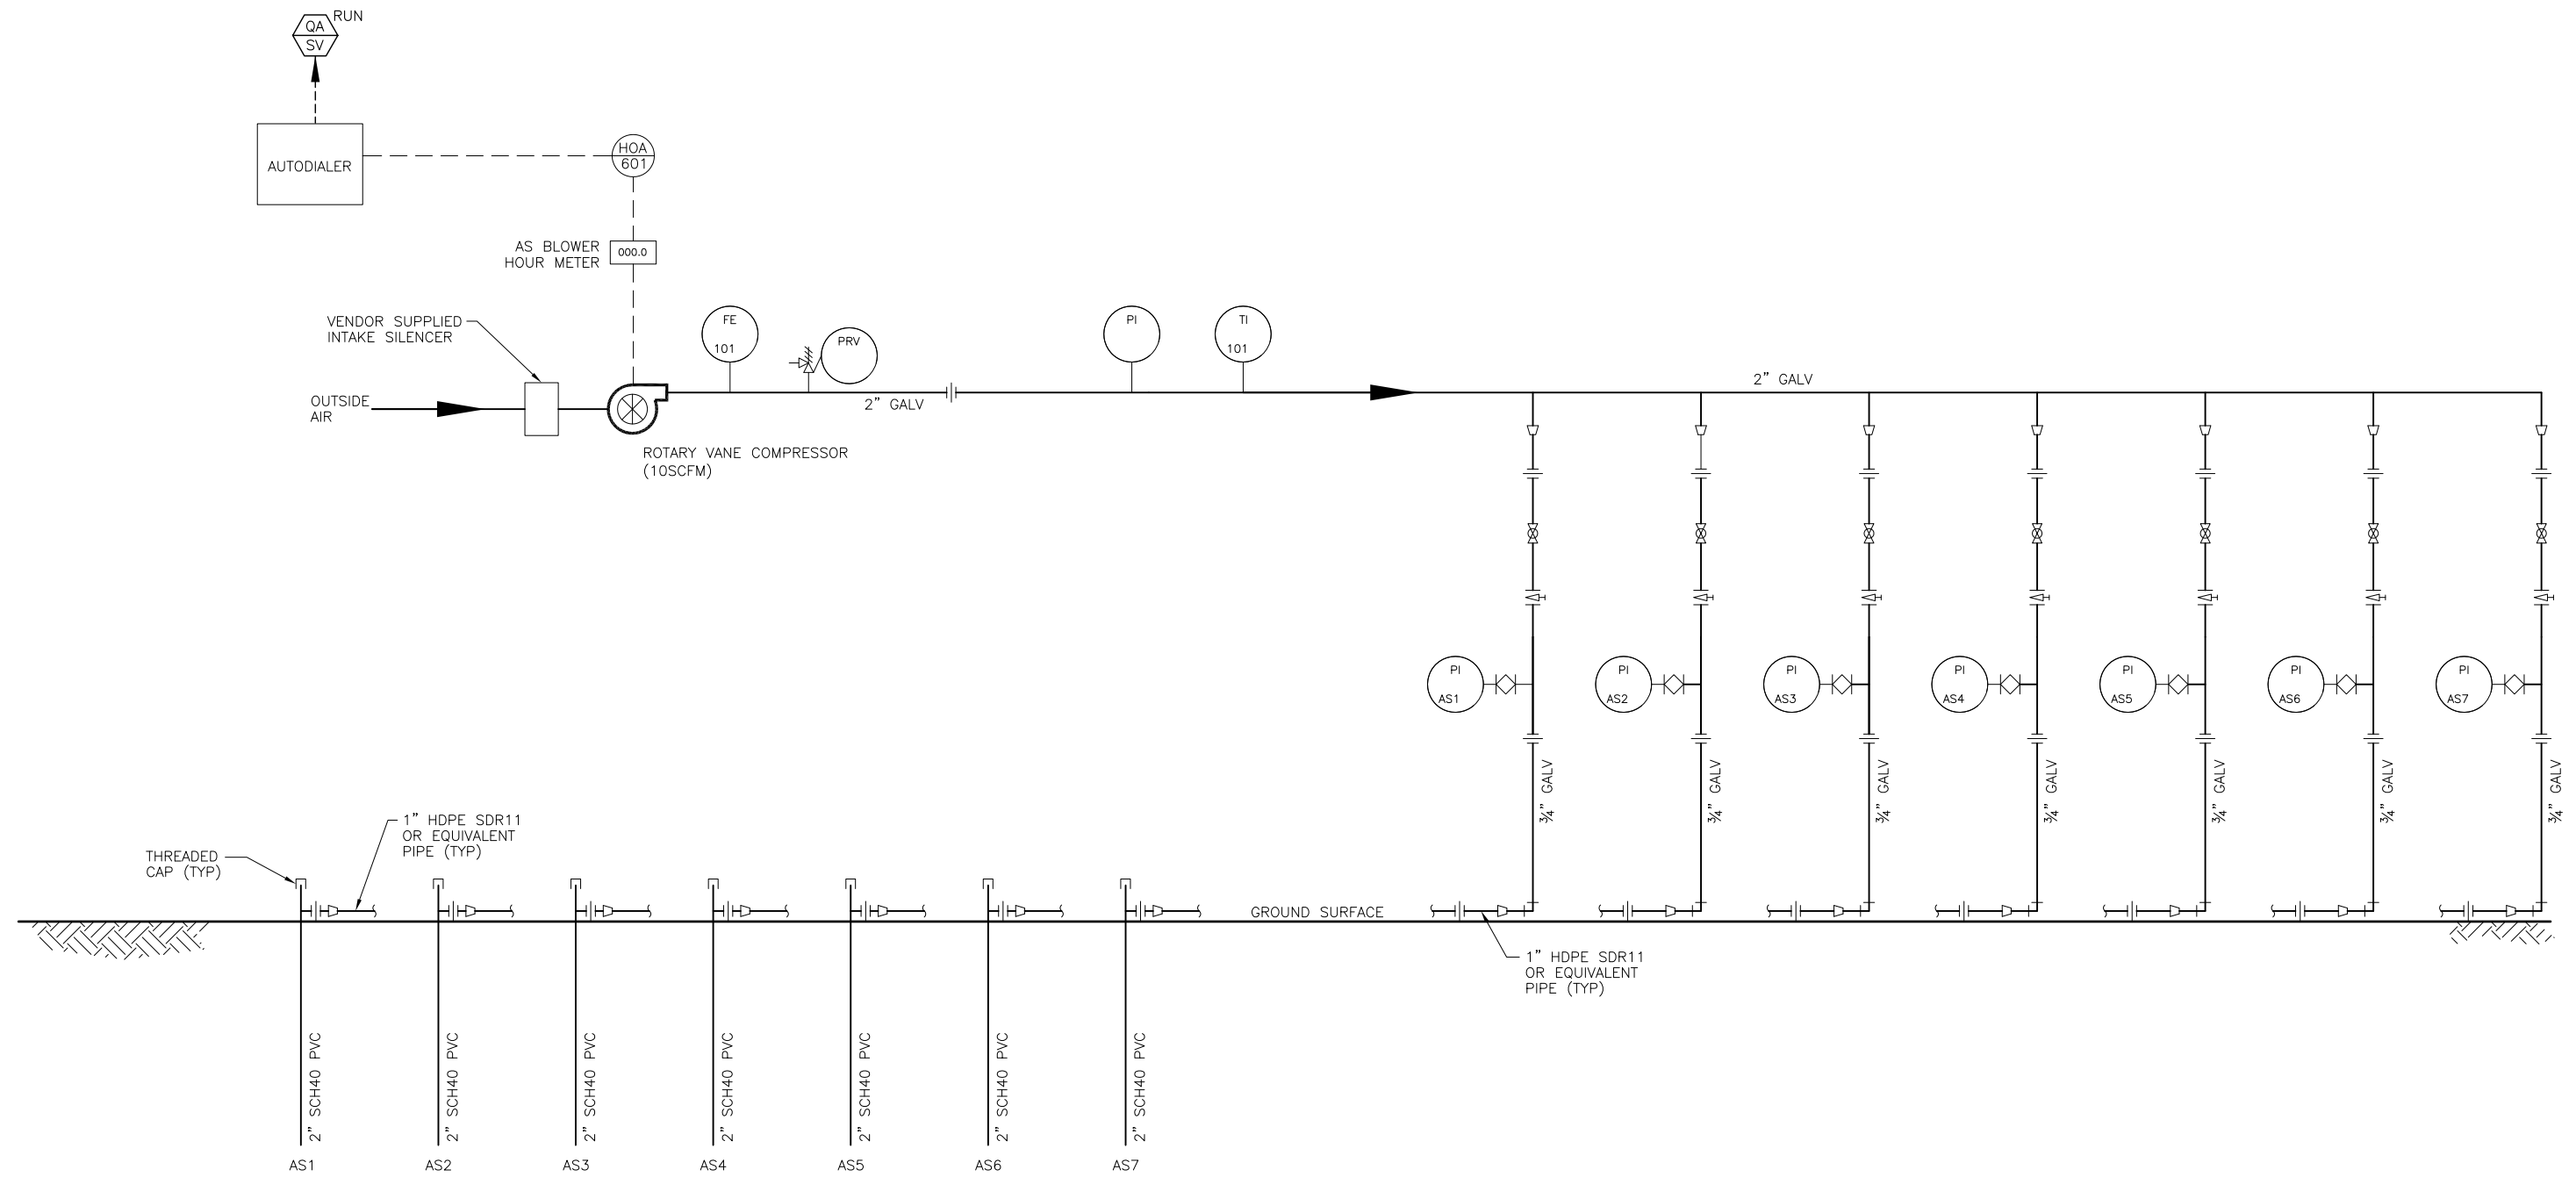 RUN
QA
SV
AUTODIALER
HOA
601
AS BLOWER
HOUR METER
000.0
VENDOR SUPPLIED
INTAKE SILENCER
FE
101
PRV
PI
TI
101
OUTSIDE
AIR
2" GALV
2" GALV
ROTARY VANE COMPRESSOR
(10SCFM)
PI
AS1
PI
AS2
PI
AS3
PI
AS4
PI
AS5
PI
AS6
PI
AS7
¾" GALV
¾" GALV
¾" GALV
¾" GALV
¾" GALV
¾" GALV
¾" GALV
1" HDPE SDR11
OR EQUIVALENT
PIPE (TYP)
THREADED
CAP (TYP)
GROUND SURFACE
1" HDPE SDR11
OR EQUIVALENT
PIPE (TYP)
2" SCH40 PVC
2" SCH40 PVC
2" SCH40 PVC
2" SCH40 PVC
2" SCH40 PVC
2" SCH40 PVC
2" SCH40 PVC
AS1
AS2
AS3
AS4
AS5
AS6
AS7